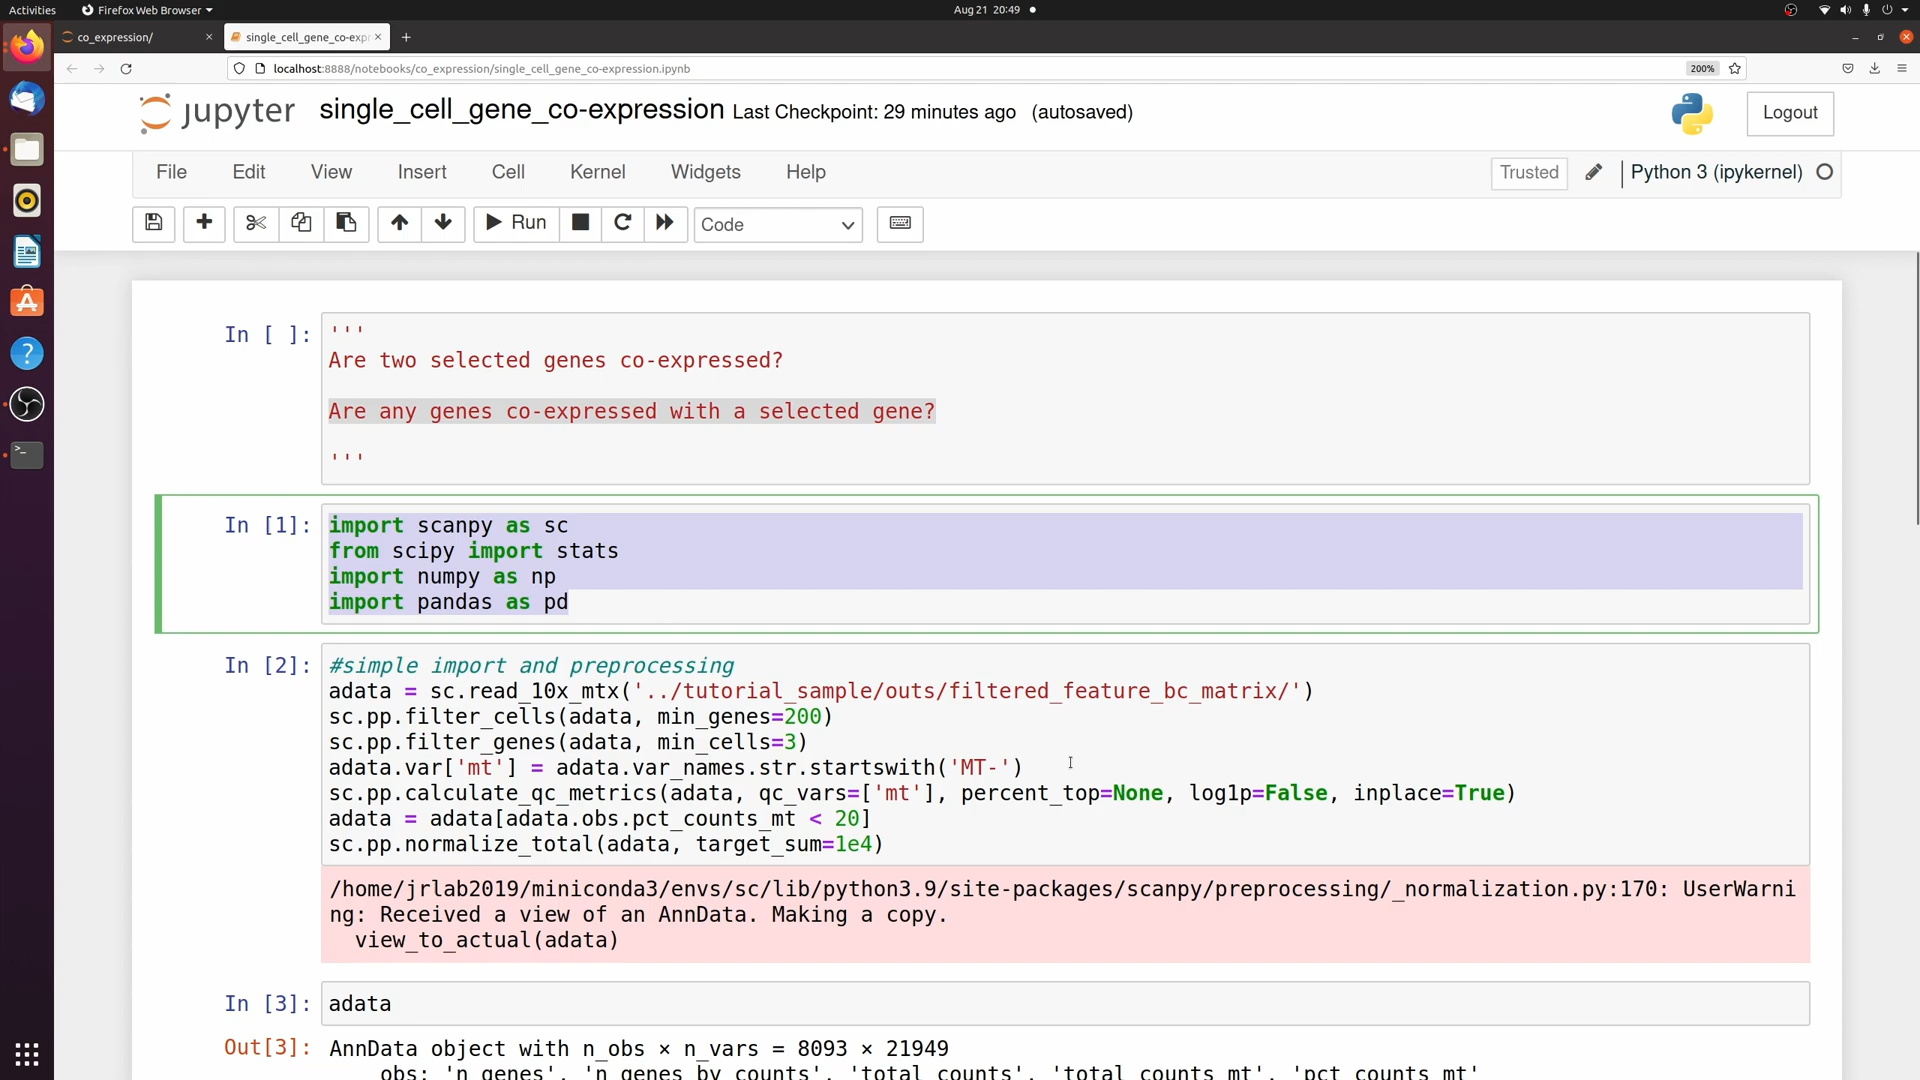 Activities
Firefox Web Browser
Aug 21 20:49
co_expression/
single_cell_gene_co-expr
localhost:8888/notebooks/co_expression/single_cell_gene_co-expression.ipynb
200%
jupyter
single_cell_gene_co-expression Last Checkpoint: 29 minutes ago (autosaved)
Logout
File Edit View Insert Cell Kernel Widgets Help
Trusted
Python 3 (ipykernel)
Run
Code
In [ ]:
'''
Are two selected genes co-expressed?
Are any genes co-expressed with a selected gene?
'''
In [1]:
import scanpy as sc
from scipy import stats
import numpy as np
import pandas as pd
In [2]:
#simple import and preprocessing
adata = sc.read_10x_mtx('../tutorial_sample/outs/filtered_feature_bc_matrix/')
sc.pp.filter_cells(adata, min_genes=200)
sc.pp.filter_genes(adata, min_cells=3)
adata.var['mt'] = adata.var_names.str.startswith('MT-')
sc.pp.calculate_qc_metrics(adata, qc_vars=['mt'], percent_top=None, log1p=False, inplace=True)
adata = adata[adata.obs.pct_counts_mt < 20]
sc.pp.normalize_total(adata, target_sum=1e4)
/home/jrlab2019/miniconda3/envs/sc/lib/python3.9/site-packages/scanpy/preprocessing/_normalization.py:170: UserWarni
ng: Received a view of an AnnData. Making a copy.
view_to_actual(adata)
In [3]:
adata
Out[3]:
AnnData object with n_obs × n_vars = 8093 × 21949
obs: 'n_genes', 'n_genes_by_counts', 'total_counts', 'total_counts_mt', 'pct_counts_mt'